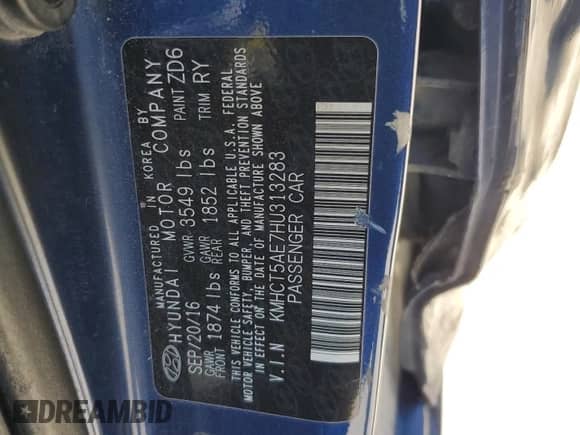 MANUFACTURED IN KOREA BY
HYUNDAI MOTOR COMPANY
SEP/20/16 GVWR 3549 lbs PAINT ZD6
GAWR FRONT 1874 lbs GAWR REAR 1852 lbs TRIM RY
THIS VEHICLE CONFORMS TO ALL APPLICABLE U.S.A. FEDERAL
MOTOR VEHICLE SAFETY, BUMPER, AND THEFT PREVENTION STANDARDS
IN EFFECT ON THE DATE OF MANUFACTURE SHOWN ABOVE
V.I.N KMHCT5AE7HU313283
PASSENGER CAR
DREAMBID